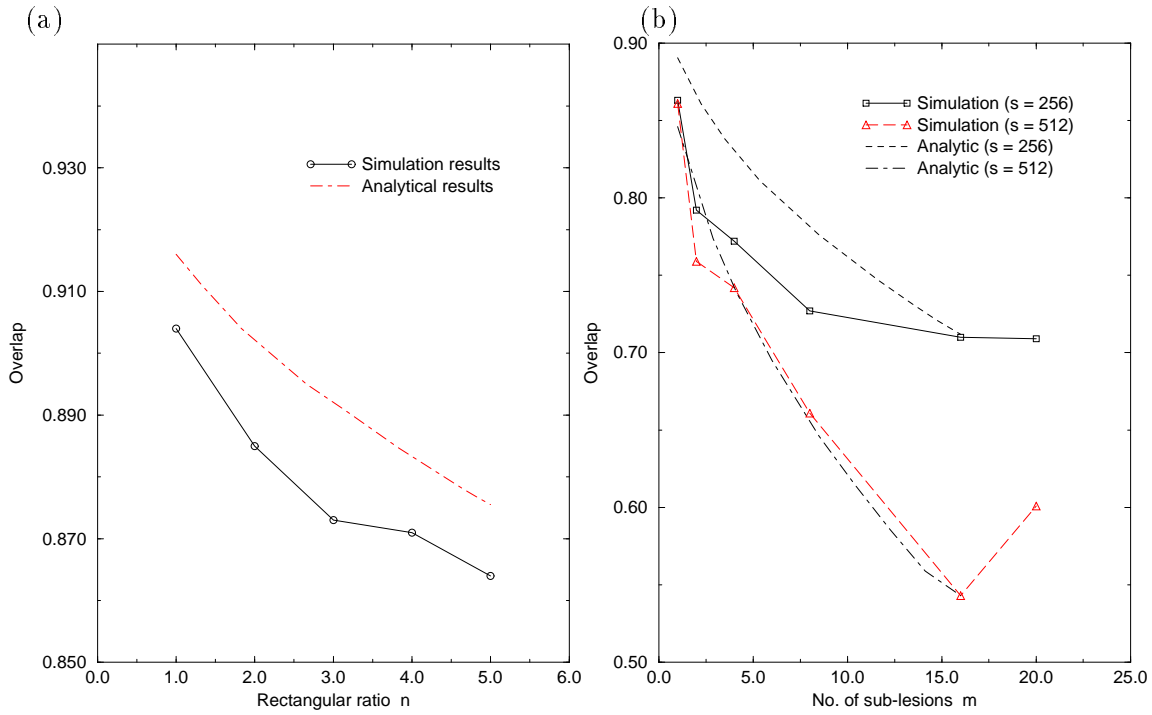 (a)
0.930
0.910
0.890
0.870
0.850
Overlap
Simulation results
Analytical results
0.0 1.0 2.0 3.0 4.0 5.0 6.0
Rectangular ratio n
(b)
0.90
0.80
0.70
0.60
0.50
Overlap
Simulation (s = 256)
Simulation (s = 512)
Analytic (s = 256)
Analytic (s = 512)
0.0 5.0 10.0 15.0 20.0 25.0
No. of sub-lesions m